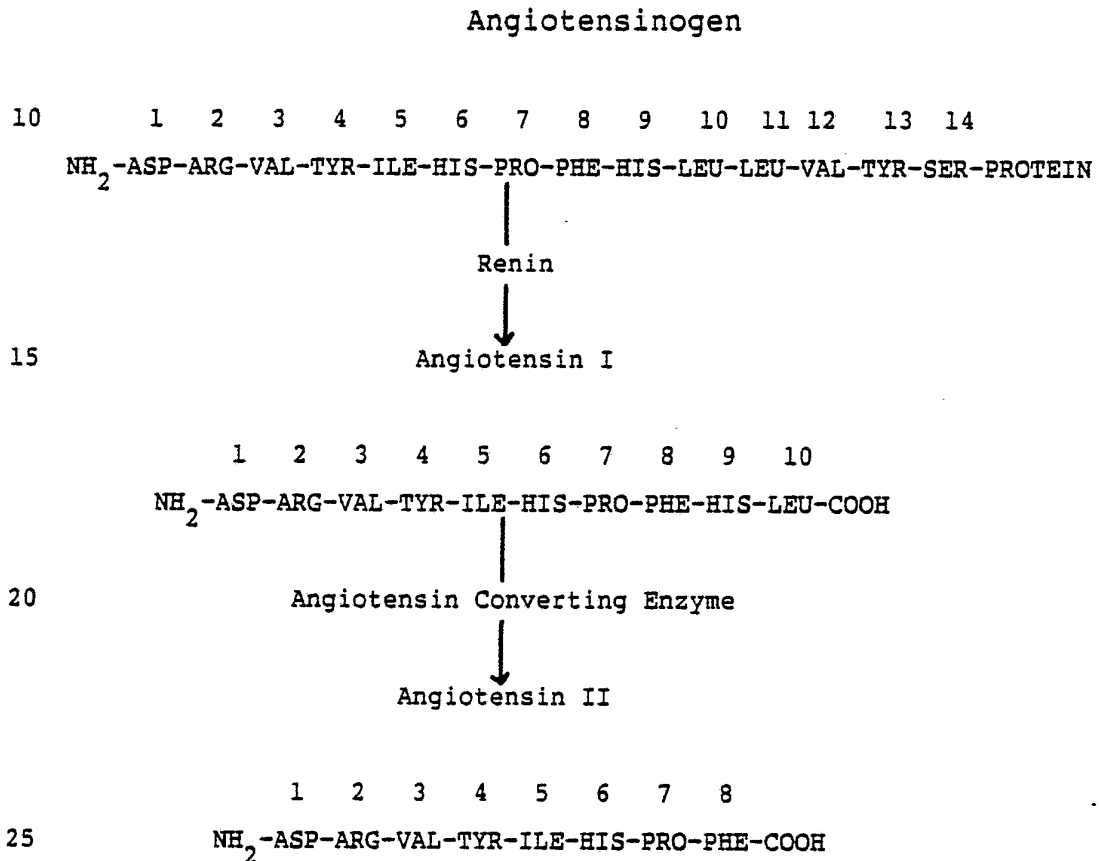 Angiotensinogen
10 1 2 3 4 5 6 7 8 9 10 11 12 13 14
NH2-ASP-ARG-VAL-TYR-ILE-HIS-PRO-PHE-HIS-LEU-LEU-VAL-TYR-SER-PROTEIN
Renin
15 Angiotensin I
1 2 3 4 5 6 7 8 9 10
NH2-ASP-ARG-VAL-TYR-ILE-HIS-PRO-PHE-HIS-LEU-COOH
20 Angiotensin Converting Enzyme
Angiotensin II
1 2 3 4 5 6 7 8
25 NH2-ASP-ARG-VAL-TYR-ILE-HIS-PRO-PHE-COOH